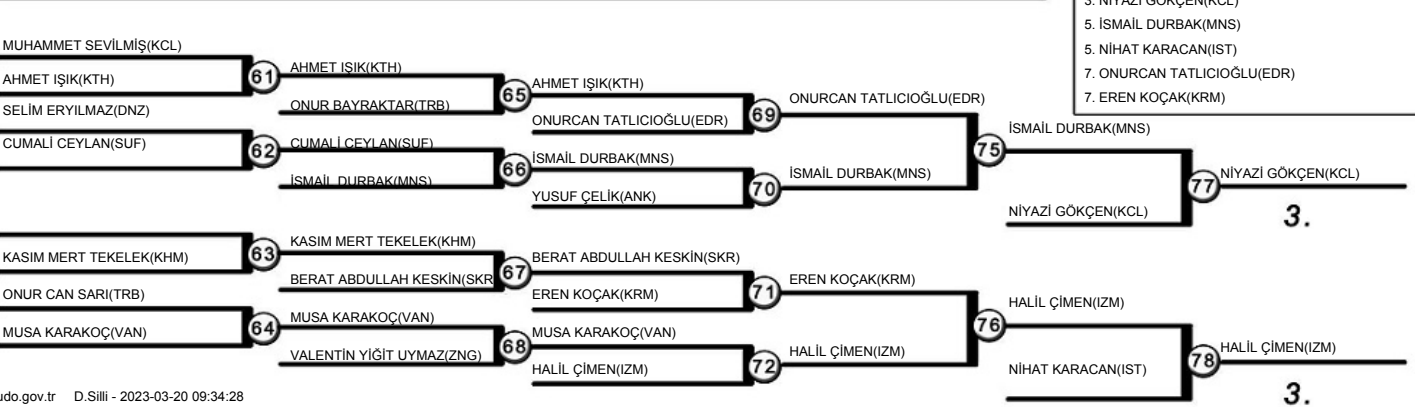 3. NİYAZİ GÖKÇEN(KCL)
5. İSMAİL DURBAK(MNS)
5. NİHAT KARACAN(IST)
7. ONURCAN TATLICIOĞLU(EDR)
7. EREN KOÇAK(KRM)
MUHAMMET SEVİLMİŞ(KCL)
AHMET IŞIK(KTH)
SELİM ERYILMAZ(DNZ)
CUMALİ CEYLAN(SUF)
KASIM MERT TEKELEK(KHM)
ONUR CAN SARI(TRB)
MUSA KARAKOÇ(VAN)
61
62
63
64
AHMET IŞIK(KTH)
ONUR BAYRAKTAR(TRB)
CUMALİ CEYLAN(SUF)
İSMAİL DURBAK(MNS)
KASIM MERT TEKELEK(KHM)
BERAT ABDULLAH KESKİN(SKR
MUSA KARAKOÇ(VAN)
VALENTİN YİĞİT UYMAZ(ZNG)
65
66
67
68
AHMET IŞIK(KTH)
ONURCAN TATLICIOĞLU(EDR)
İSMAİL DURBAK(MNS)
YUSUF ÇELİK(ANK)
BERAT ABDULLAH KESKİN(SKR)
EREN KOÇAK(KRM)
MUSA KARAKOÇ(VAN)
HALİL ÇİMEN(IZM)
69
70
71
72
ONURCAN TATLICIOĞLU(EDR)
İSMAİL DURBAK(MNS)
EREN KOÇAK(KRM)
HALİL ÇİMEN(IZM)
75
76
İSMAİL DURBAK(MNS)
NİYAZİ GÖKÇEN(KCL)
HALİL ÇİMEN(IZM)
NİHAT KARACAN(IST)
77
78
NİYAZİ GÖKÇEN(KCL)
3.
HALİL ÇİMEN(IZM)
3.
udo.gov.tr D.Silli - 2023-03-20 09:34:28